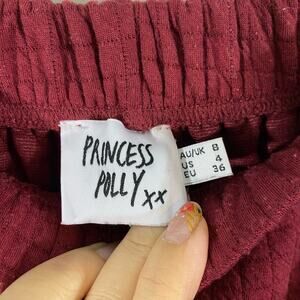 PRINCESS
POLLY xx
AU/UK 8
US 4
EU 36